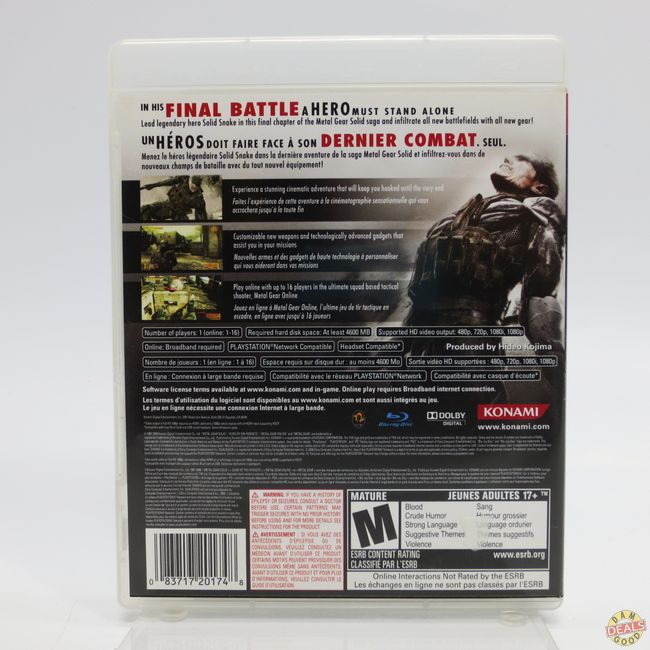 IN HIS FINAL BATTLE A HERO MUST STAND ALONE
Lead legendary hero Solid Snake in this final chapter of the Metal Gear Solid saga and infiltrate all new battlefields with all new gear!
UN HÉROS DOIT FAIRE FACE À SON DERNIER COMBAT. SEUL.
Menez le héros légendaire Solid Snake dans la dernière aventure de la saga Metal Gear Solid et infiltrez-vous dans de
nouveaux champs de bataille avec du tout nouvel équipement!
Experience a stunning cinematic adventure that will keep you hooked until the very end
Faites l'expérience de cette aventure à la cinématographie sensationnelle qui vous
accrochera jusqu'à la toute fin
Customizable new weapons and technologically advanced gadgets that
assist you in your missions
Nouvelles armes et des gadgets de haute technologie à personnaliser
qui vous aideront dans vos missions
Play online with up to 16 players in the ultimate squad based tactical
shooter, Metal Gear Online
Jouez en ligne à Metal Gear Online, l'ultime jeu de tir tactique en
escadre, en ligne avec jusqu'à 16 joueurs
Number of players: 1 (online: 1-16) Required hard disk space: At least 4600 MB Supported HD video output: 480p, 720p, 1080i, 1080p
Online: Broadband required PLAYSTATION®Network Compatible Headset Compatible* Produced by Hideo Kojima
Nombre de joueurs : 1 (en ligne : 1 à 16) Espace requis sur disque dur : au moins 4600 Mo Sortie vidéo HD supportées : 480p, 720p, 1080i, 1080p
En ligne : Connexion à large bande requise Compatibilité avec le réseau PLAYSTATION®Network Compatibilité avec casque d'écoute*
Software license terms available at www.konami.com and in-game. Online play requires Broadband internet connection.
Les termes d'utilisation du logiciel sont disponibles au www.konami.com et sont aussi affichés au jeu.
Le jeu en ligne nécessite une connexion Internet à large bande.
Blu-ray Disc
DOLBY
DIGITAL
KONAMI
www.konami.com
WARNING: IF YOU HAVE A HISTORY OF
EPILEPSY OR SEIZURES, CONSULT A DOCTOR
BEFORE USE. CERTAIN PATTERNS MAY
TRIGGER SEIZURES WITH NO PRIOR HISTORY
BEFORE USING AND FOR MORE DETAILS SEE
INSTRUCTIONS FOR THE PRODUCT.
AVERTISSEMENT : SI VOUS AVEZ DES
ANTÉCÉDENTS D'ÉPILEPSIE OU DE
CONVULSIONS, VEUILLEZ CONSULTER UN
MÉDECIN AVANT D'UTILISER CE PRODUIT.
CERTAINS MOTIFS PEUVENT PROVOQUER DES
CONVULSIONS MÊME SANS ANTÉCÉDENTS.
AVANT D'UTILISER CE PRODUIT ET POUR PLUS
D'INFORMATIONS, VEUILLEZ CONSULTER LE
GUIDE D'UTILISATION
MATURE JEUNES ADULTES 17+
M
Blood Sang
Crude Humor Humour grossier
Strong Language Language ordurier
Suggestive Themes Themes suggestifs
Violence Violence
ESRB CONTENT RATING www.esrb.org
CLASSIFIÉ PAR L'ESRB
Online Interactions Not Rated by the ESRB
Les échanges en ligne ne sont pas classés par l'ESRB
0 83717 20174 8
DAM
DEALS
GOOD